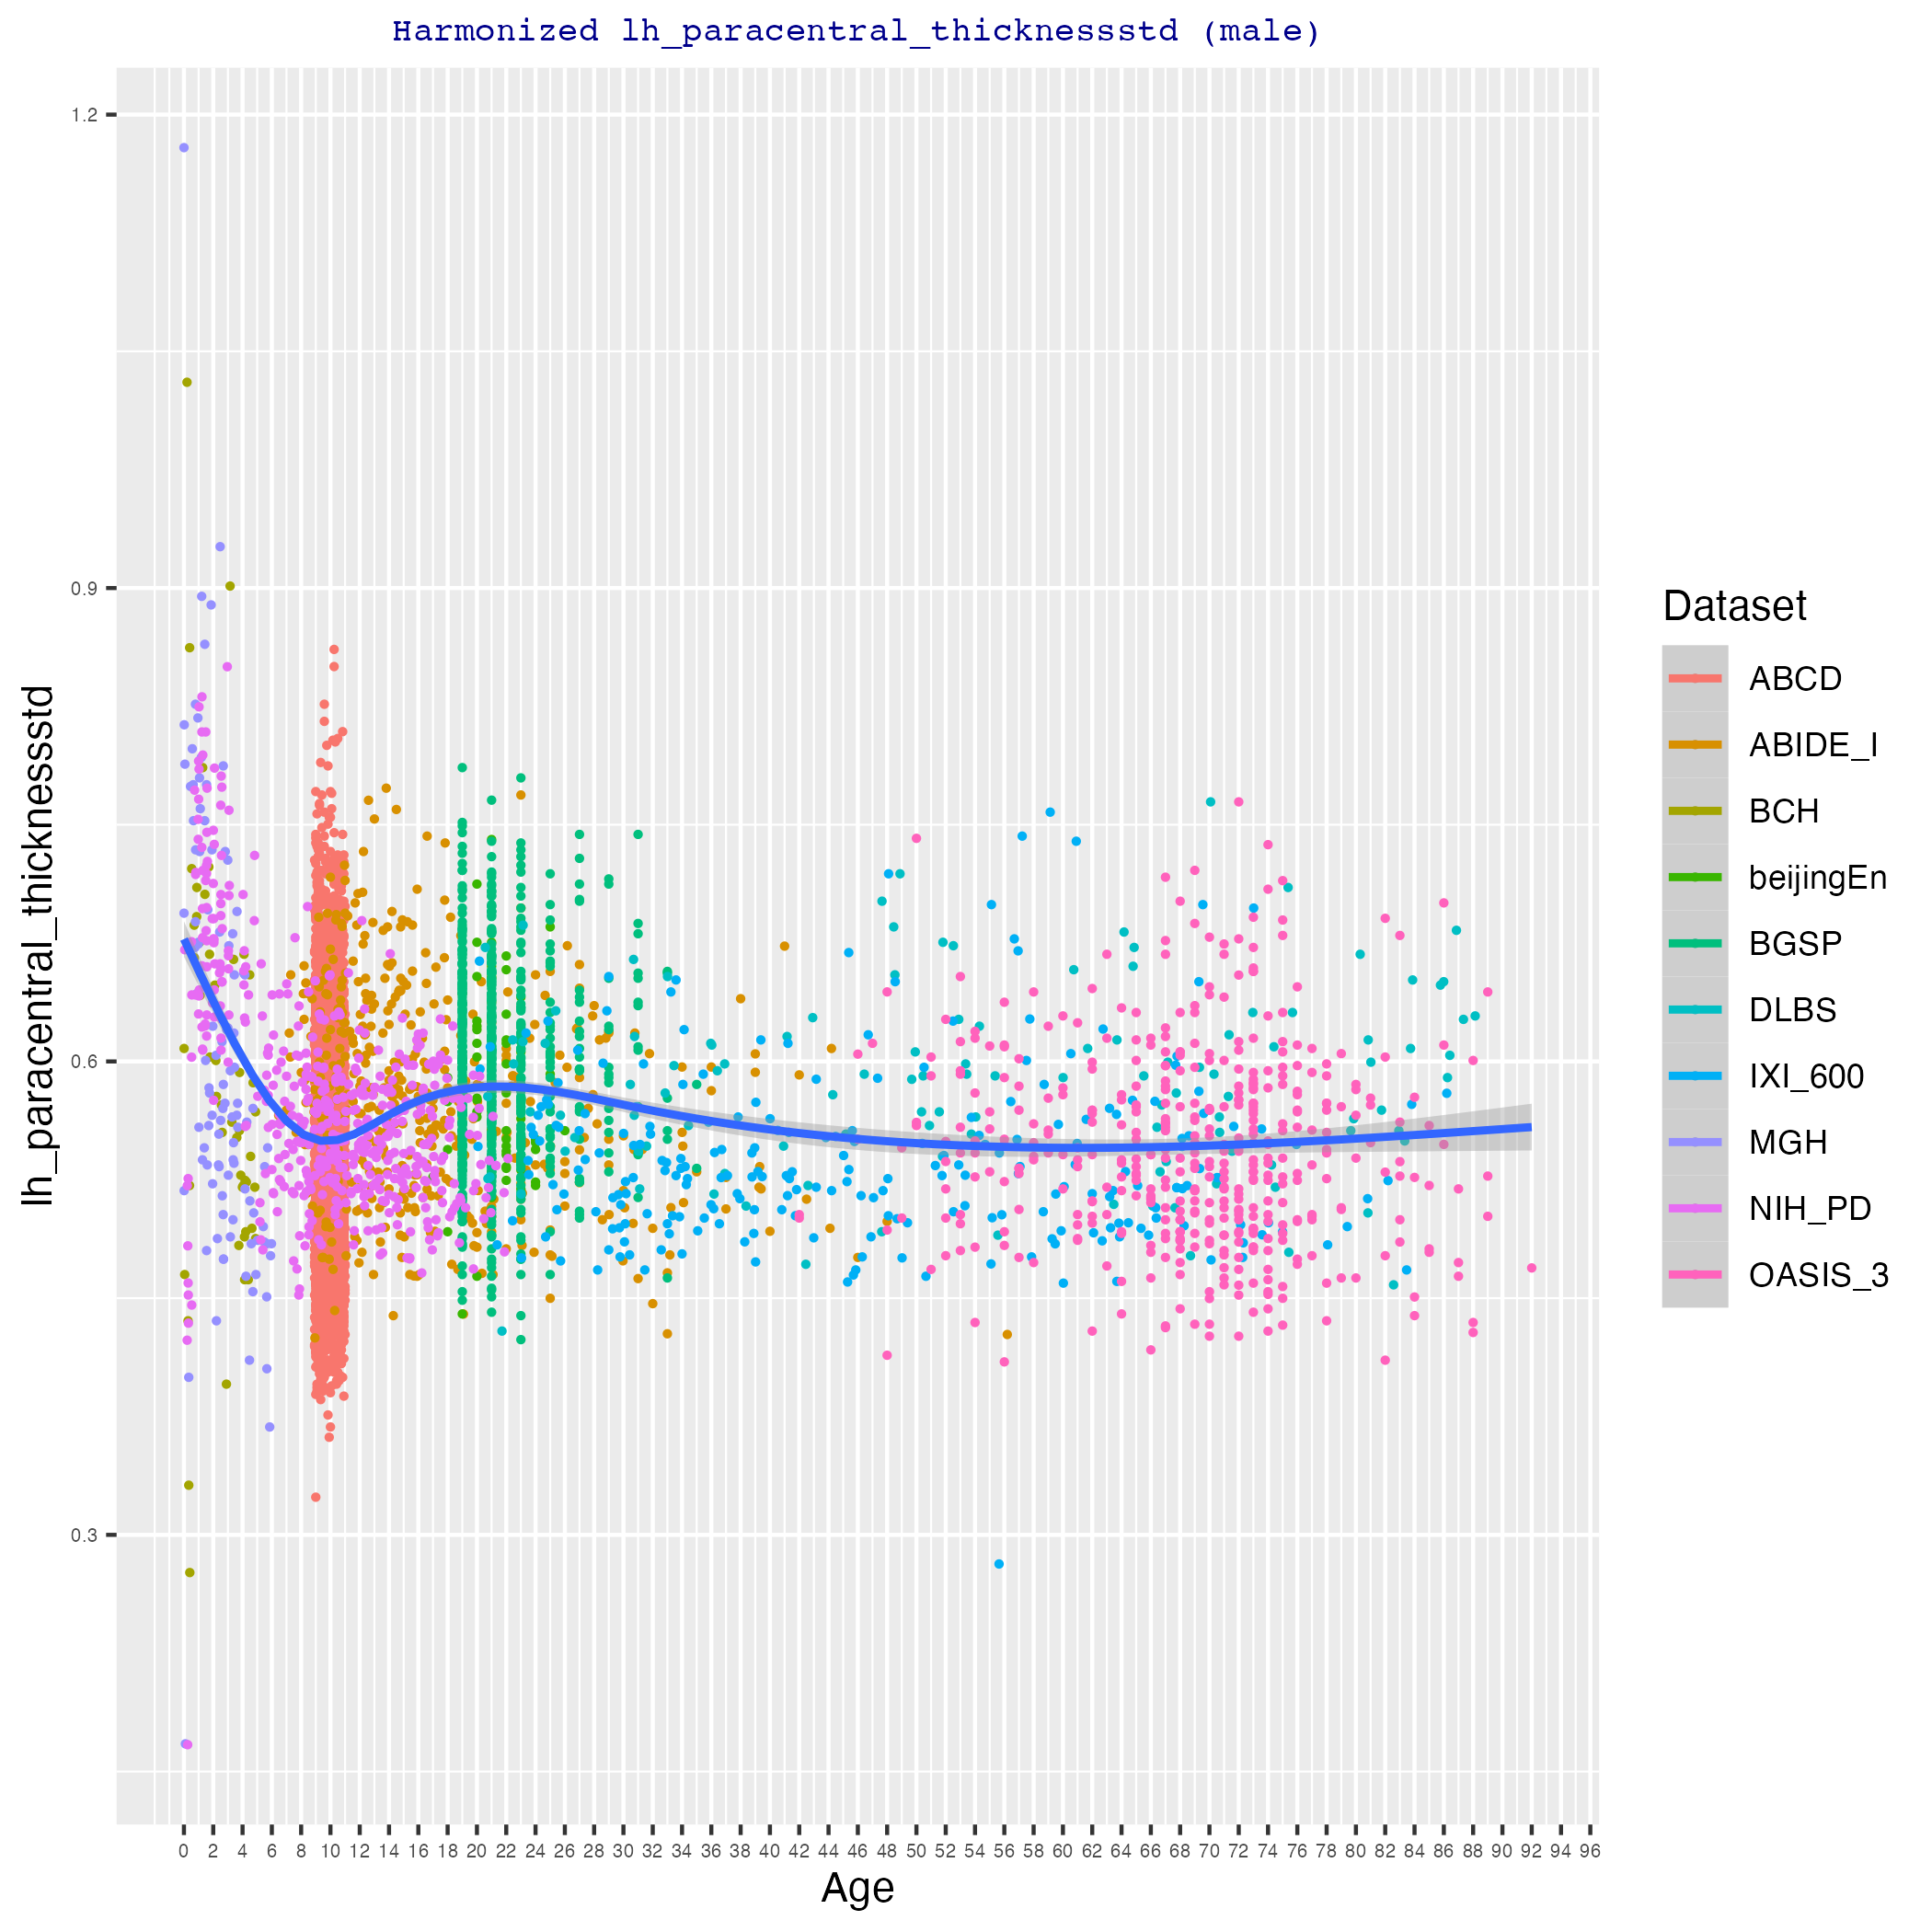 Harmonized lh_paracentral_thicknessstd (male)
lh_paracentral_thicknessstd
1.2
0.9
0.6
0.3
0 2 4 6 8 10 12 14 16 18 20 22 24 26 28 30 32 34 36 38 40 42 44 46 48 50 52 54 56 58 60 62 64 66 68 70 72 74 76 78 80 82 84 86 88 90 92 94 96
Age
Dataset
ABCD
ABIDE_I
BCH
beijingEn
BGSP
DLBS
IXI_600
MGH
NIH_PD
OASIS_3